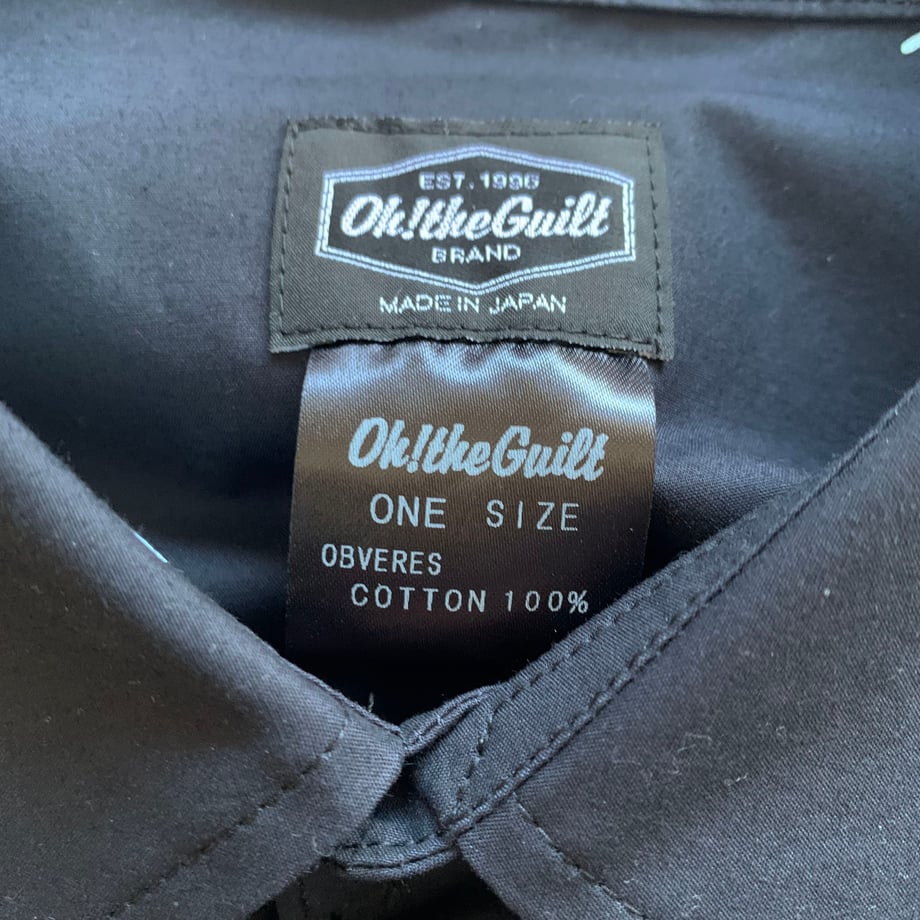 EST. 1996
Oh!theGuilt
BRAND
MADE IN JAPAN
Oh!theGuilt
ONE SIZE
OBVERES
COTTON 100%